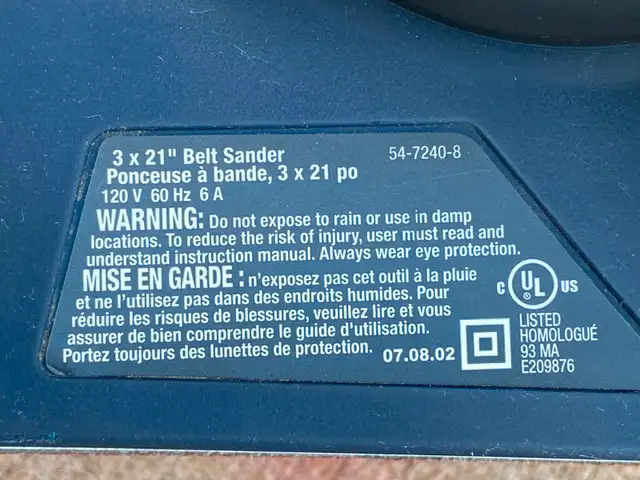 3 x 21" Belt Sander 54-7240-8
Ponceuse à bande, 3 x 21 po
120 V 60 Hz 6 A
WARNING: Do not expose to rain or use in damp
locations. To reduce the risk of injury, user must read and
understand instruction manual. Always wear eye protection.
MISE EN GARDE : n'exposez pas cet outil à la pluie
et ne l'utilisez pas dans des endroits humides. Pour
réduire les risques de blessures, veuillez lire et vous
assurer de bien comprendre le guide d'utilisation.
Portez toujours des lunettes de protection. 07.08.02
C UL ® US
LISTED
HOMOLOGUÉ
93 MA
E209876